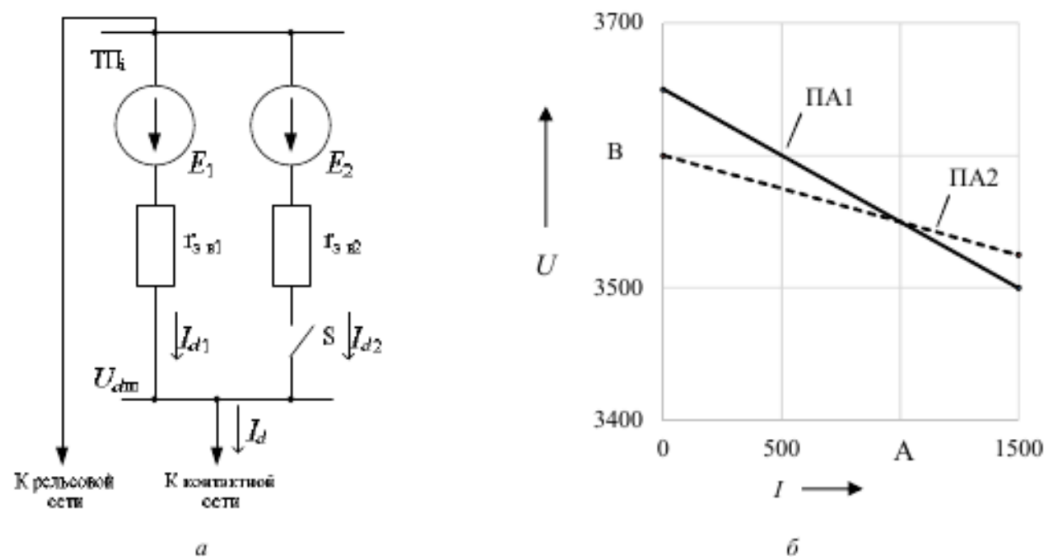 ТПi
E1
E2
rэ в1
rэ в2
Id1
S
Id2
Udш
Id
К рельсовой
сети
К контактной
сети
а
3700
В
3500
3400
U
ПА1
ПА2
0
500
А
1500
I
б